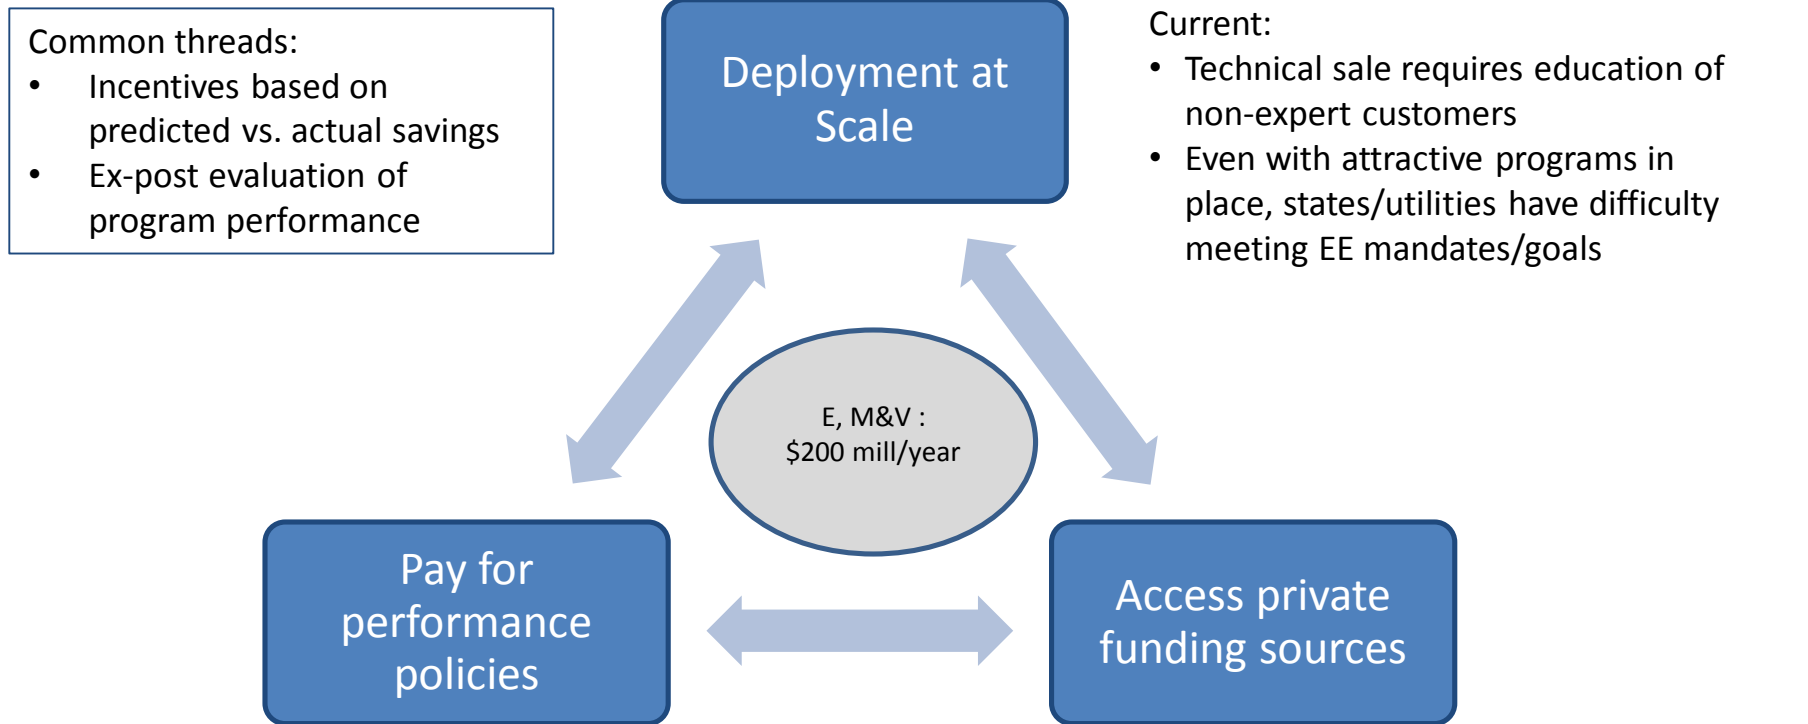 Common threads:
• Incentives based on
predicted vs. actual savings
• Ex-post evaluation of
program performance
Deployment at
Scale
Current:
• Technical sale requires education of
non-expert customers
• Even with attractive programs in
place, states/utilities have difficulty
meeting EE mandates/goals
E, M&V :
$200 mill/year
Pay for
performance
policies
Access private
funding sources